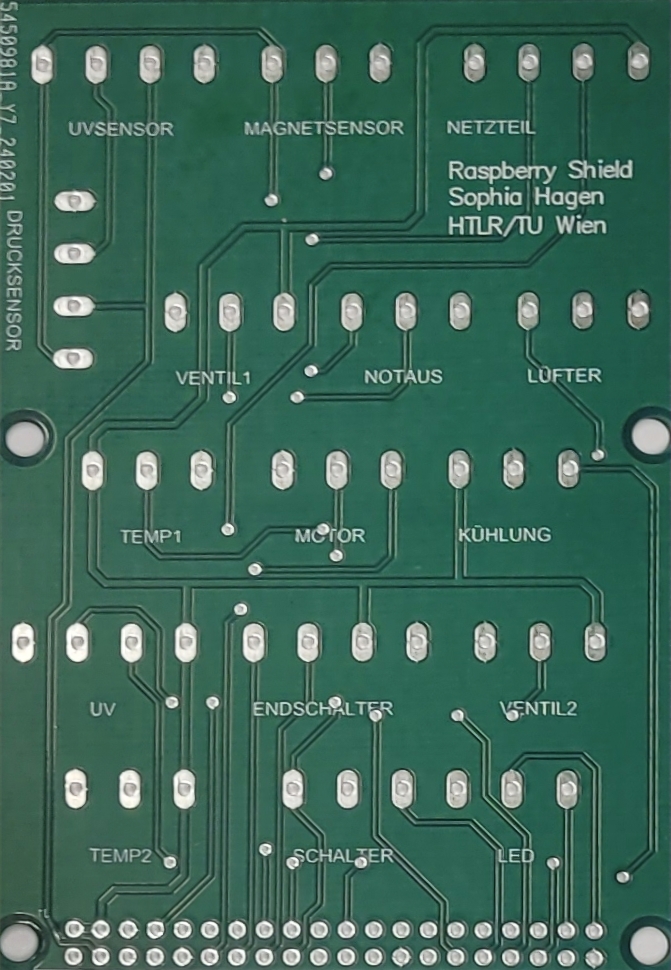 5450981A_Y7_240201
UVSENSOR
MAGNETSENSOR
NETZTEIL
Raspberry Shield
Sophia Hagen
HTLR/TU Wien
DRUCKSENSOR
VENTIL1
NOTAUS
LÜFTER
TEMP1
MOTOR
KÜHLUNG
UV
ENDSCHALTER
VENTIL2
TEMP2
SCHALTER
LED